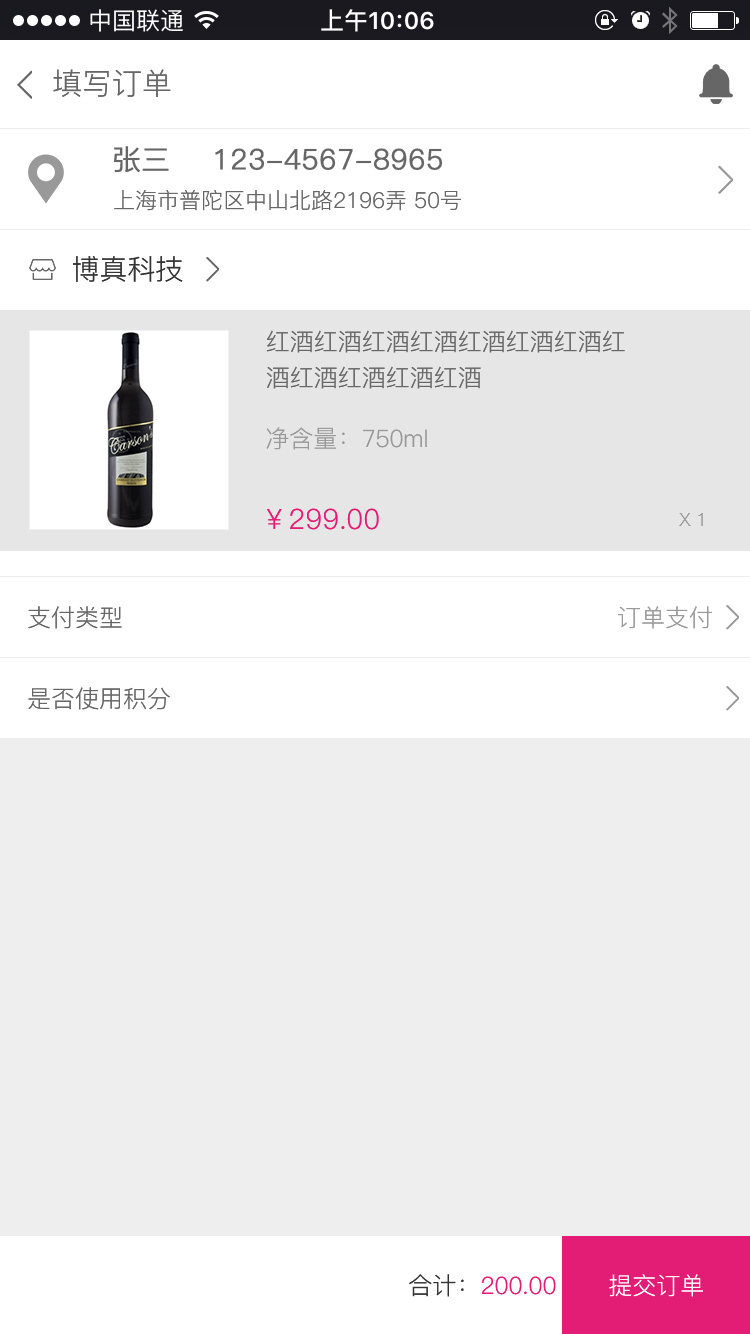 中国联通
上午10:06
填写订单
张三 123-4567-8965
上海市普陀区中山北路2196弄 50号
博真科技
Carson's
红酒红酒红酒红酒红酒红酒红酒红
酒红酒红酒红酒红酒
净含量：750ml
¥ 299.00
X 1
支付类型
订单支付
是否使用积分
合计：200.00
提交订单